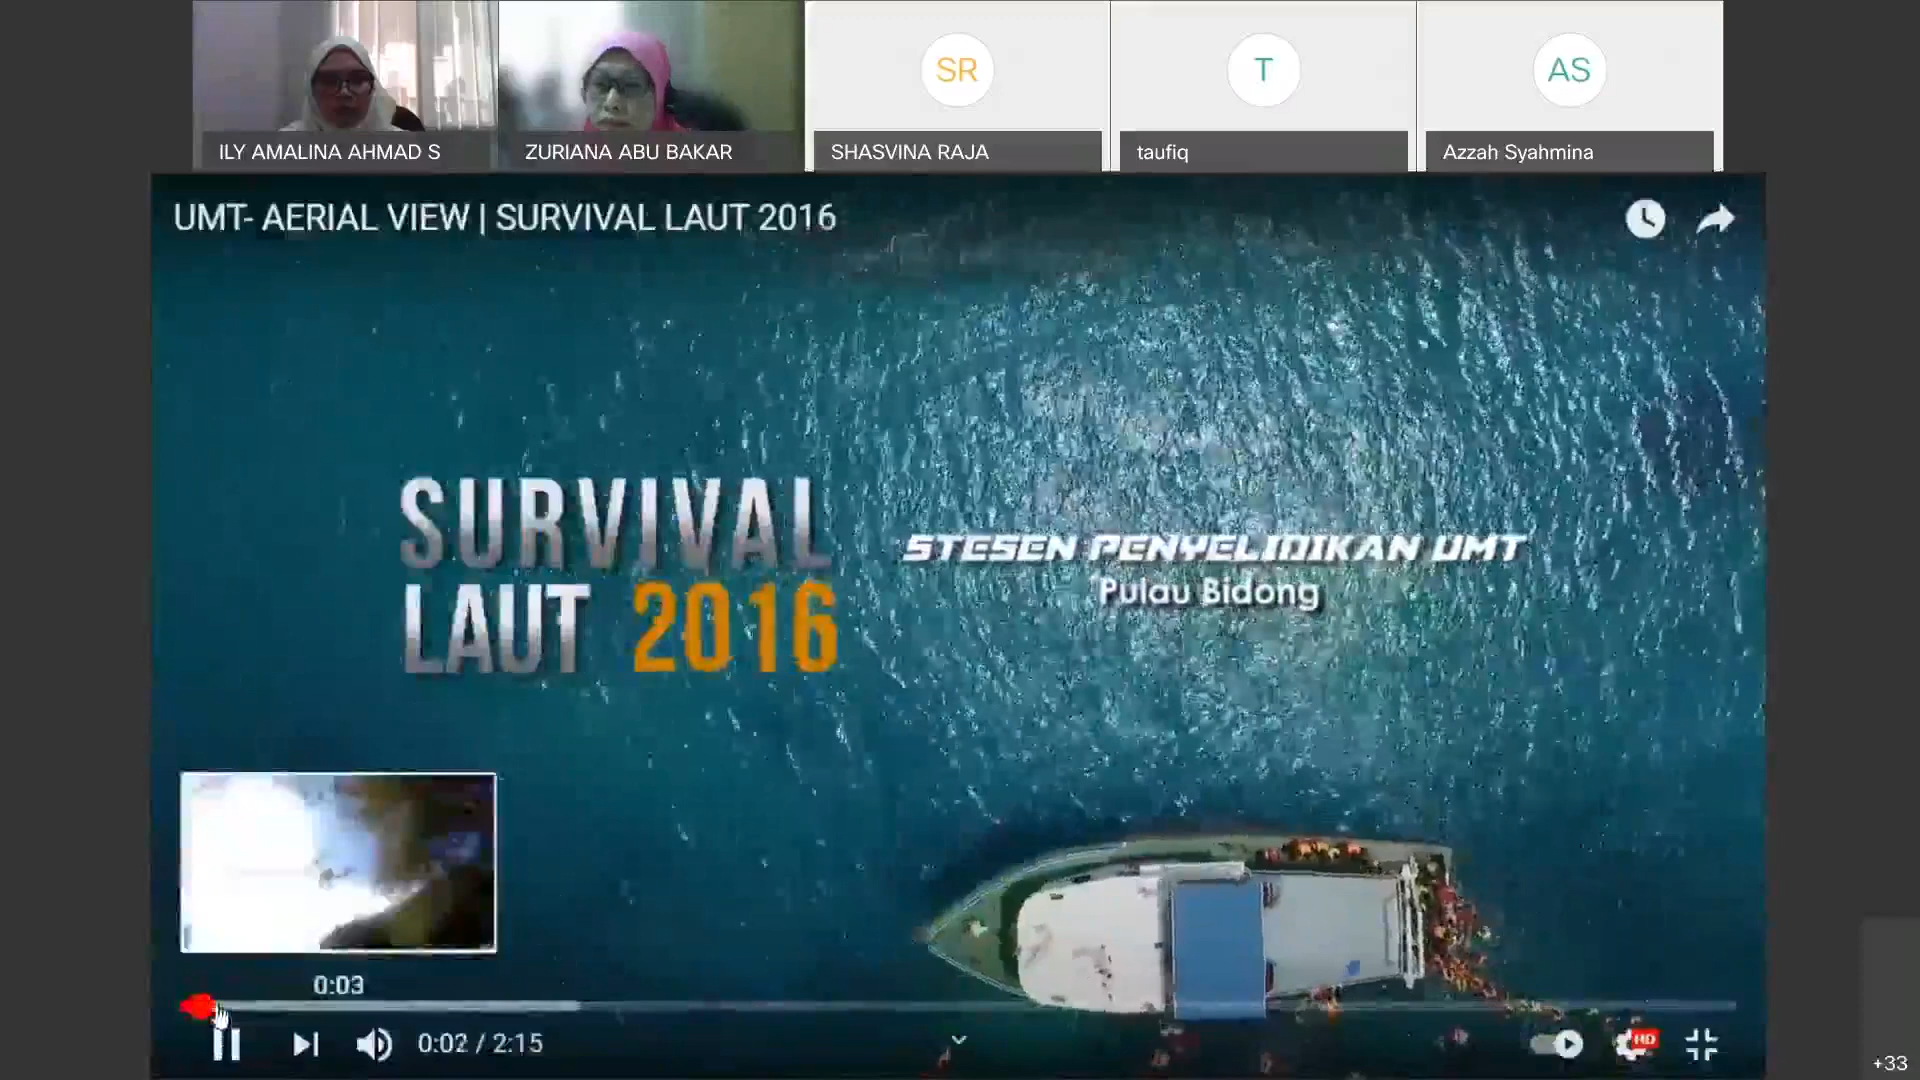 SR
T
AS
ILY AMALINA AHMAD S
ZURIANA ABU BAKAR
SHASVINA RAJA
taufiq
Azzah Syahmina
UMT- AERIAL VIEW | SURVIVAL LAUT 2016
SURVIVAL
LAUT 2016
STESEN PENYELIDIKAN UMT
Pulau Bidong
0:03
0:02 / 2:15
HD
+33